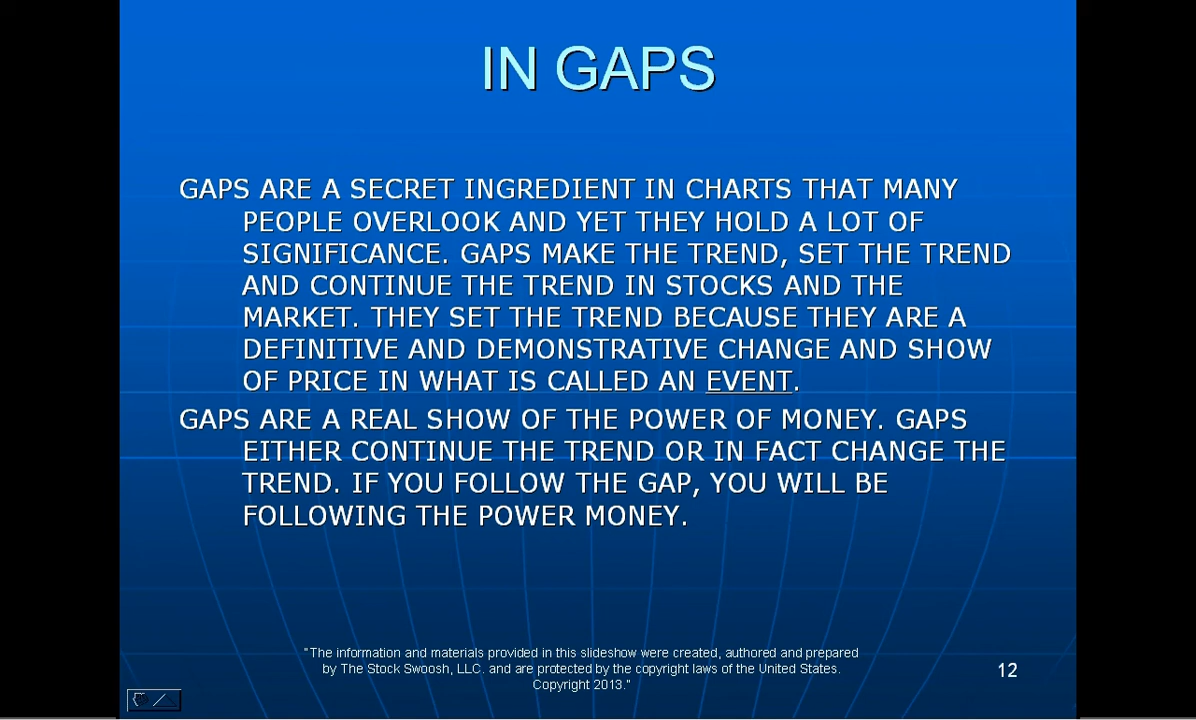 IN GAPS
GAPS ARE A SECRET INGREDIENT IN CHARTS THAT MANY
PEOPLE OVERLOOK AND YET THEY HOLD A LOT OF
SIGNIFICANCE. GAPS MAKE THE TREND, SET THE TREND
AND CONTINUE THE TREND IN STOCKS AND THE
MARKET. THEY SET THE TREND BECAUSE THEY ARE A
DEFINITIVE AND DEMONSTRATIVE CHANGE AND SHOW
OF PRICE IN WHAT IS CALLED AN EVENT.
GAPS ARE A REAL SHOW OF THE POWER OF MONEY. GAPS
EITHER CONTINUE THE TREND OR IN FACT CHANGE THE
TREND. IF YOU FOLLOW THE GAP, YOU WILL BE
FOLLOWING THE POWER MONEY.
"The information and materials provided in this slideshow were created, authored and prepared
by The Stock Swoosh, LLC. and are protected by the copyright laws of the United States.
Copyright 2013."
12